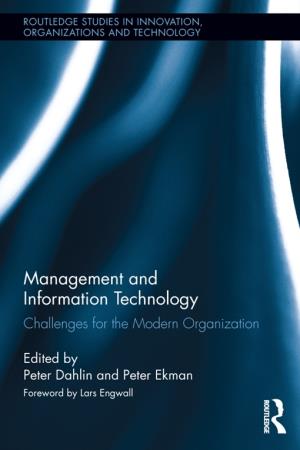 ROUTLEDGE STUDIES IN INNOVATION,
ORGANIZATIONS AND TECHNOLOGY
Management and
Information Technology
Challenges for the Modern Organization
Edited by
Peter Dahlin and Peter Ekman
Foreword by Lars Engwall
ROUTLEDGE